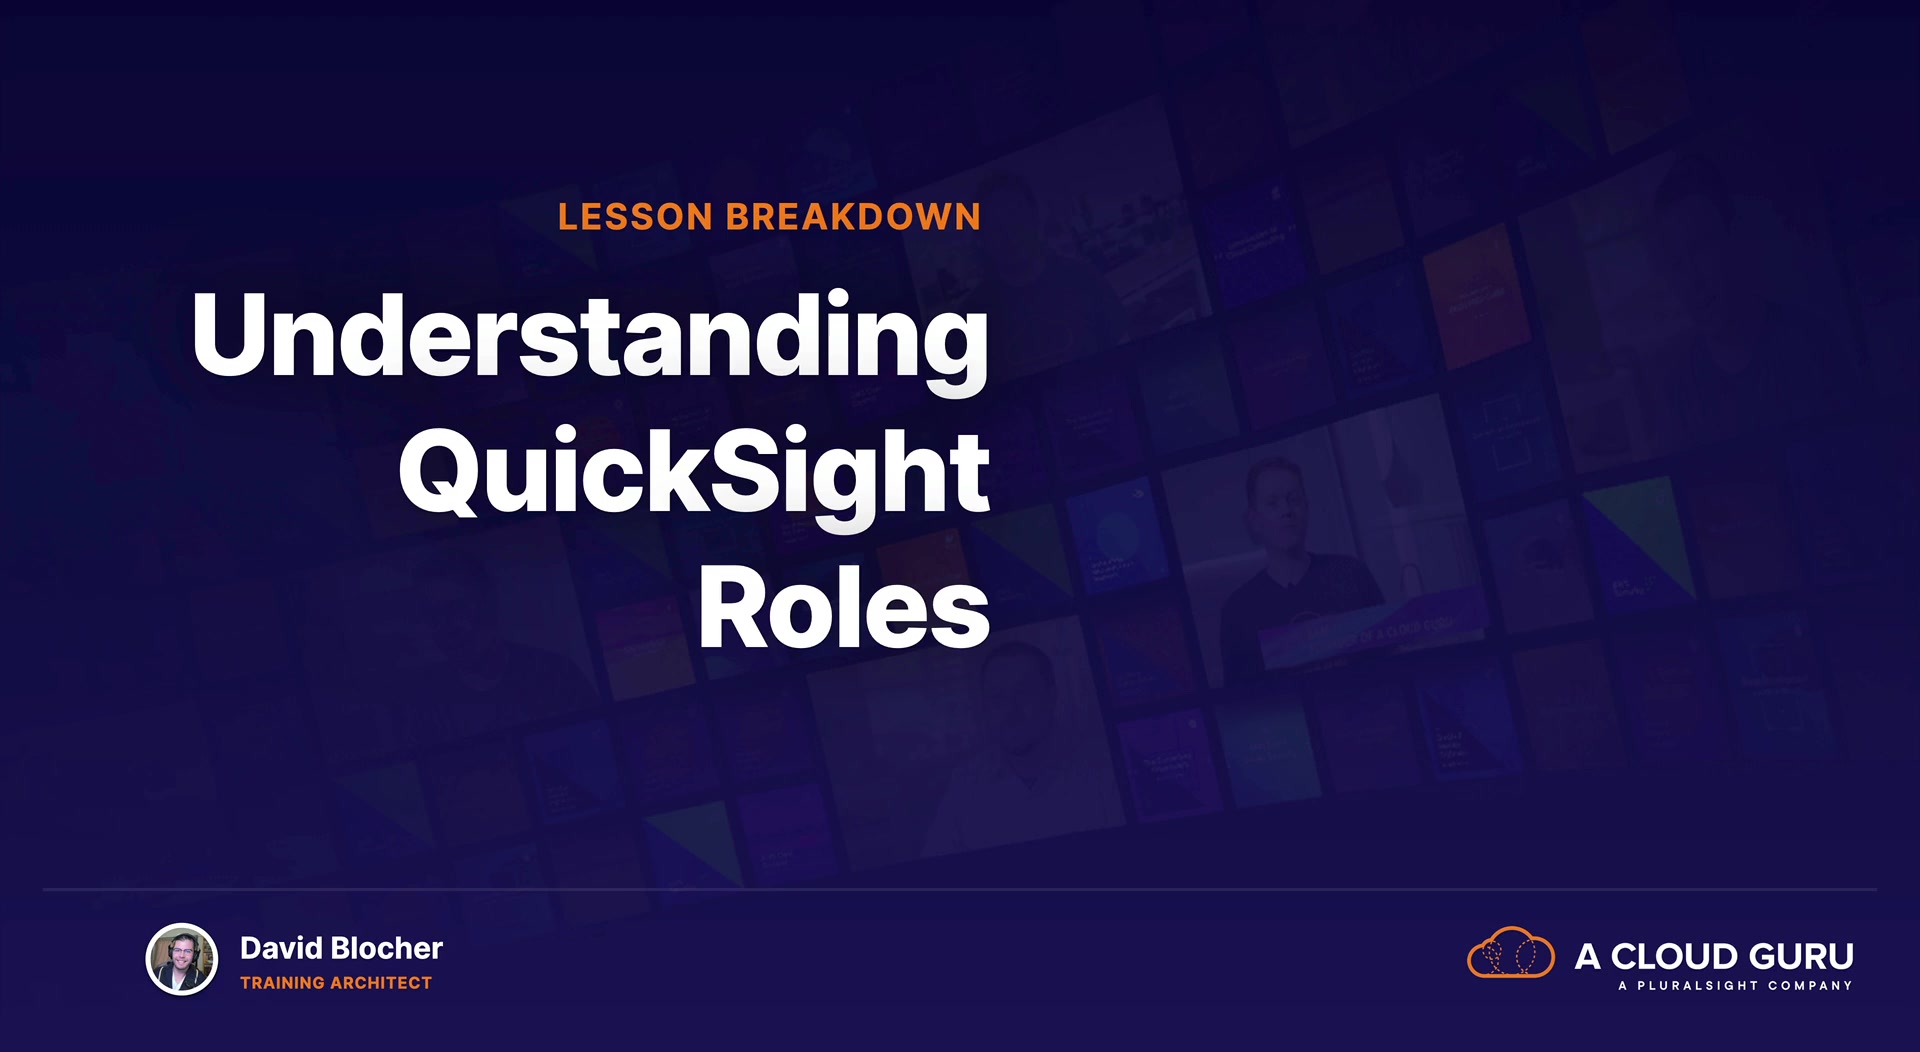 LESSON BREAKDOWN
Understanding
QuickSight
Roles
David Blocher
TRAINING ARCHITECT
A CLOUD GURU
A PLURALSIGHT COMPANY